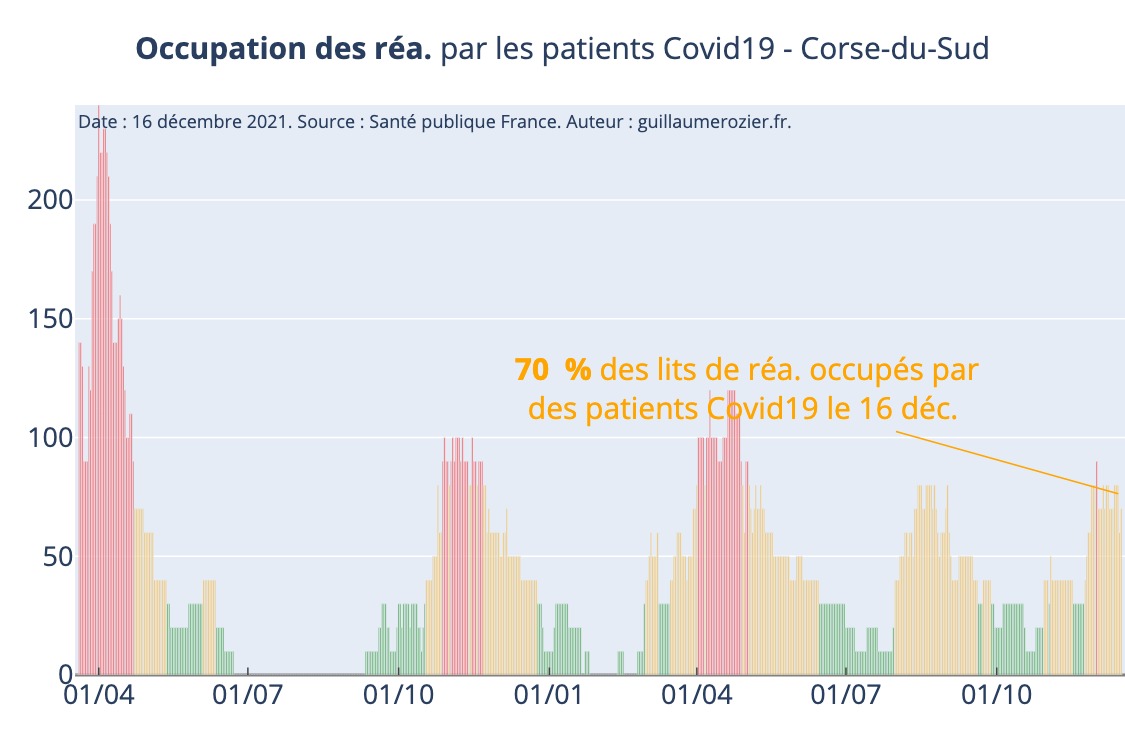 Occupation des réa. par les patients Covid19 - Corse-du-Sud
Date : 16 décembre 2021. Source : Santé publique France. Auteur : guillaumerozier.fr.
200
150
70 % des lits de réa. occupés par
des patients Covid19 le 16 déc.
100
50
0
01/04 01/07 01/10 01/01 01/04 01/07 01/10